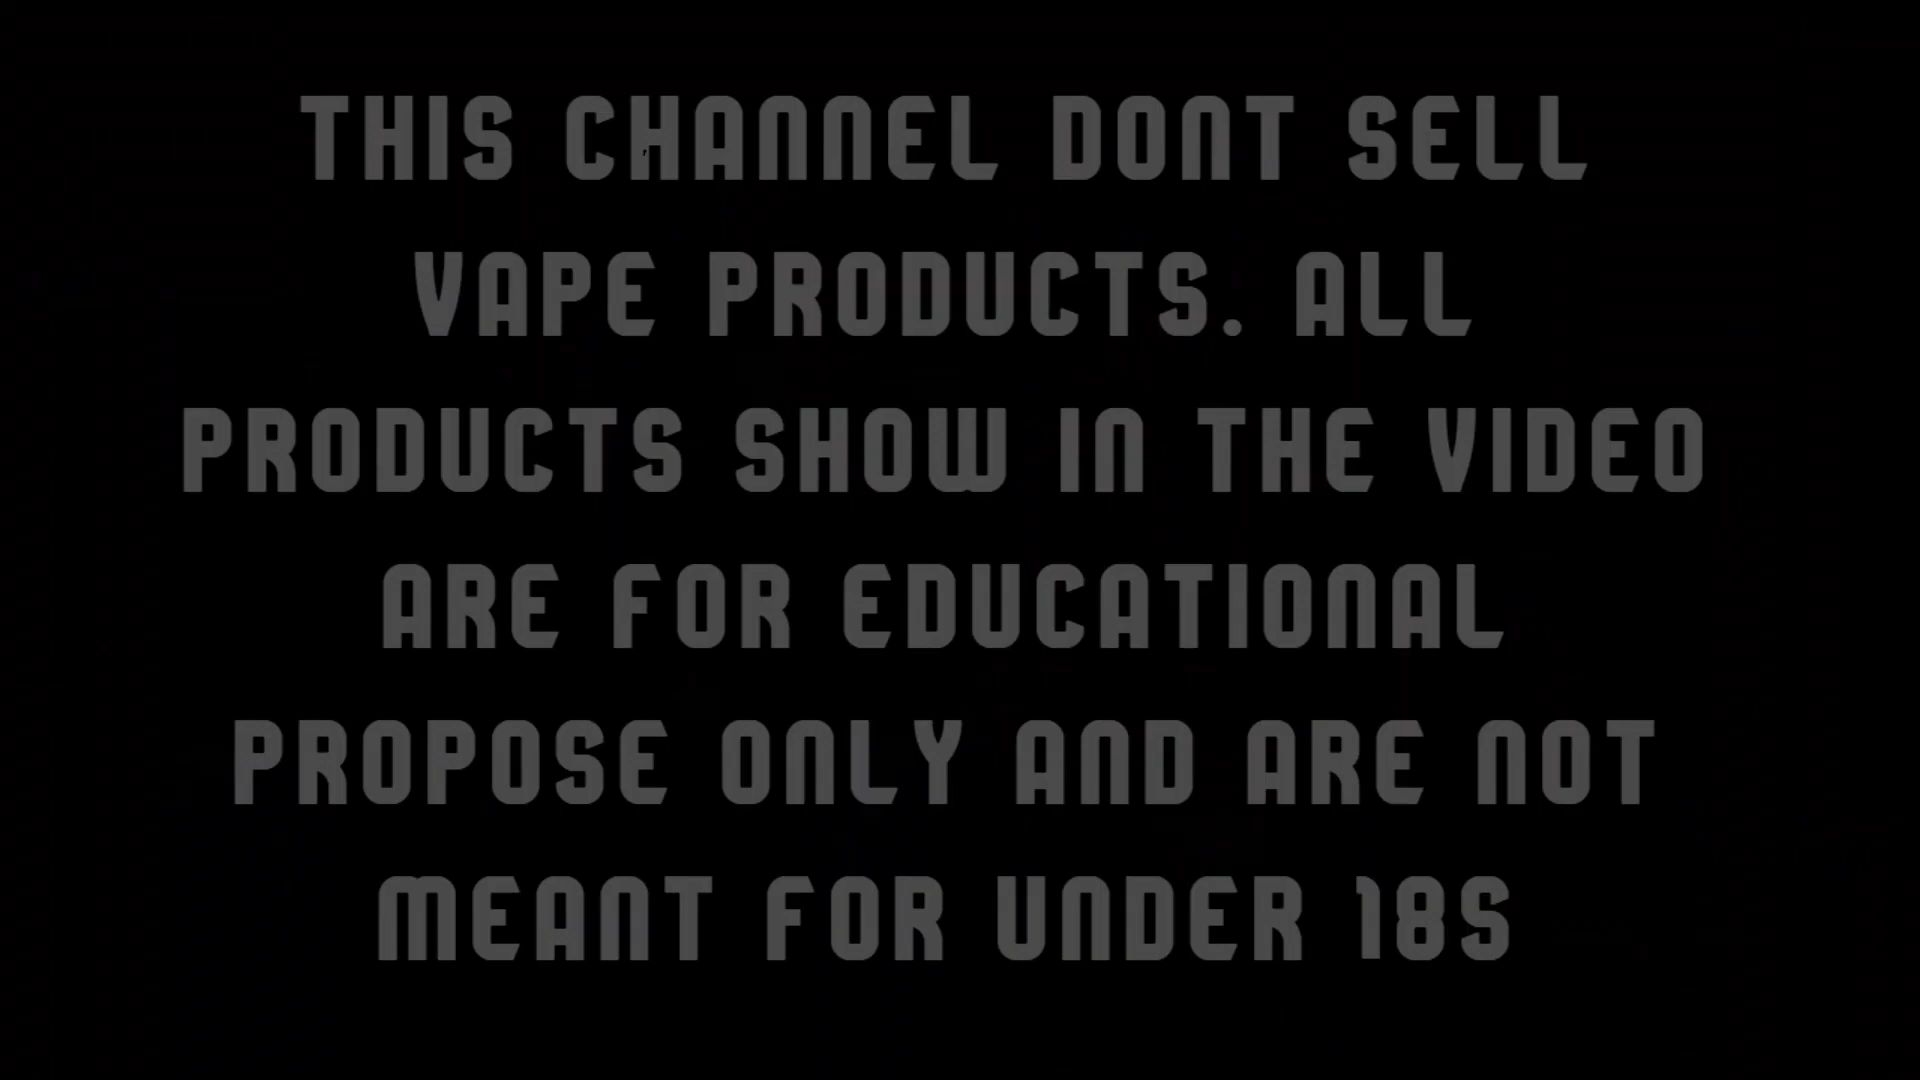 THIS CHANNEL DONT SELL
VAPE PRODUCTS. ALL
PRODUCTS SHOW IN THE VIDEO
ARE FOR EDUCATIONAL
PROPOSE ONLY AND ARE NOT
MEANT FOR UNDER 18S